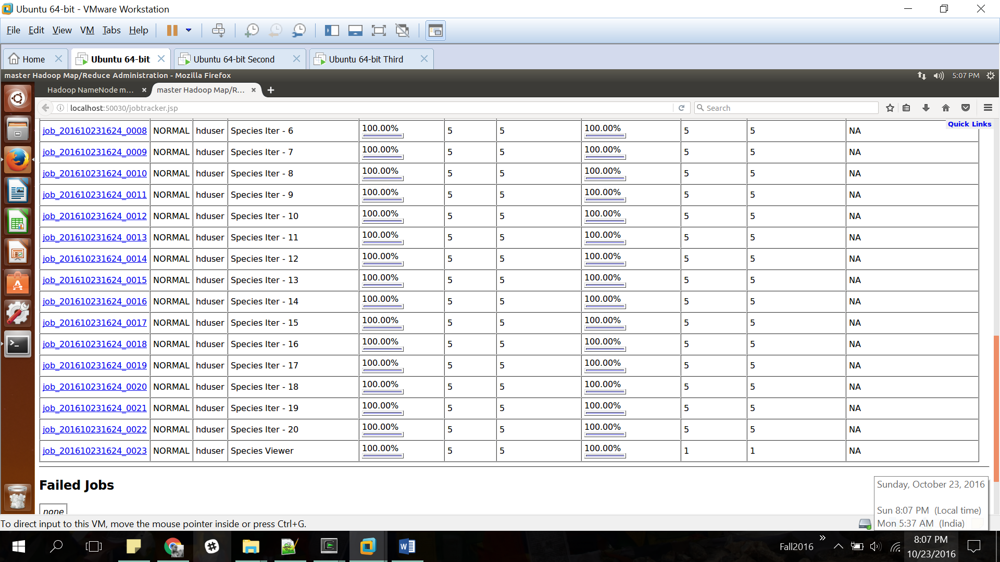 Ubuntu 64-bit - VMware Workstation
File Edit View VM Tabs Help
Home Ubuntu 64-bit Ubuntu 64-bit Second Ubuntu 64-bit Third
master Hadoop Map/Reduce Administration - Mozilla Firefox 5:07 PM
Hadoop NameNode m... master Hadoop Map/R...
localhost:50030/jobtracker.jsp Search
Quick Links
job_201610231624_0008 NORMAL hduser Species Iter - 6 100.00% 5 5 100.00% 5 5 NA
job_201610231624_0009 NORMAL hduser Species Iter - 7 100.00% 5 5 100.00% 5 5 NA
job_201610231624_0010 NORMAL hduser Species Iter - 8 100.00% 5 5 100.00% 5 5 NA
job_201610231624_0011 NORMAL hduser Species Iter - 9 100.00% 5 5 100.00% 5 5 NA
job_201610231624_0012 NORMAL hduser Species Iter - 10 100.00% 5 5 100.00% 5 5 NA
job_201610231624_0013 NORMAL hduser Species Iter - 11 100.00% 5 5 100.00% 5 5 NA
job_201610231624_0014 NORMAL hduser Species Iter - 12 100.00% 5 5 100.00% 5 5 NA
job_201610231624_0015 NORMAL hduser Species Iter - 13 100.00% 5 5 100.00% 5 5 NA
job_201610231624_0016 NORMAL hduser Species Iter - 14 100.00% 5 5 100.00% 5 5 NA
job_201610231624_0017 NORMAL hduser Species Iter - 15 100.00% 5 5 100.00% 5 5 NA
job_201610231624_0018 NORMAL hduser Species Iter - 16 100.00% 5 5 100.00% 5 5 NA
job_201610231624_0019 NORMAL hduser Species Iter - 17 100.00% 5 5 100.00% 5 5 NA
job_201610231624_0020 NORMAL hduser Species Iter - 18 100.00% 5 5 100.00% 5 5 NA
job_201610231624_0021 NORMAL hduser Species Iter - 19 100.00% 5 5 100.00% 5 5 NA
job_201610231624_0022 NORMAL hduser Species Iter - 20 100.00% 5 5 100.00% 5 5 NA
job_201610231624_0023 NORMAL hduser Species Viewer 100.00% 5 5 100.00% 1 1 NA
Failed Jobs
none
Sunday, October 23, 2016
Sun 8:07 PM (Local time)
Mon 5:37 AM (India)
To direct input to this VM, move the mouse pointer inside or press Ctrl+G.
Fall2016
8:07 PM
10/23/2016